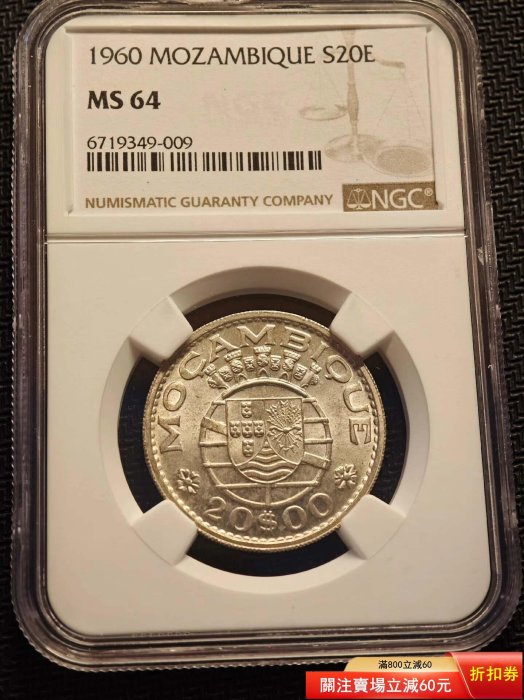 1960 MOZAMBIQUE S20E
MS 64
6719349-009
NUMISMATIC GUARANTY COMPANY
NGC®
MOÇAMBIQUE
20$00
滿800立減60
關注賣場立減60元
折扣券